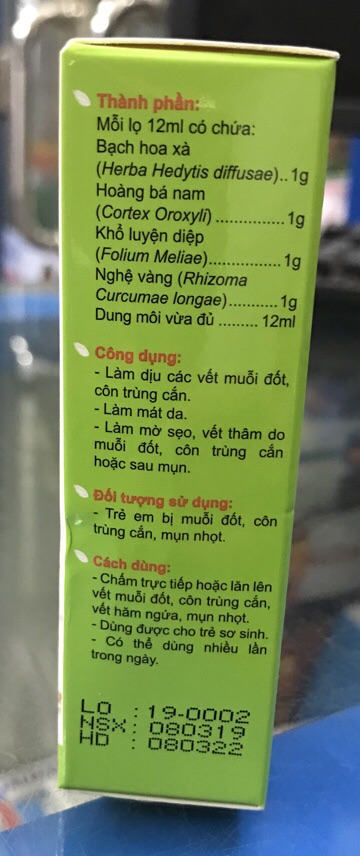 Thành phần:
Mỗi lọ 12ml có chứa:
Bạch hoa xà
(Herba Hedytis diffusae)..1g
Hoàng bá nam
(Cortex Oroxyli) ...............1g
Khổ luyện diệp
(Folium Meliae)................1g
Nghệ vàng (Rhizoma
Curcumae longae)...........1g
Dung môi vừa đủ ......... 12ml
Công dụng:
- Làm dịu các vết muỗi đốt,
côn trùng cắn.
- Làm mát da.
- Làm mờ sẹo, vết thâm do
muỗi đốt, côn trùng cắn
hoặc sau mụn.
Đối tượng sử dụng:
- Trẻ em bị muỗi đốt, côn
trùng cắn, mụn nhọt.
Cách dùng:
- Chấm trực tiếp hoặc lăn lên
vết muỗi đốt, côn trùng cắn,
vết hăm ngứa, mụn nhọt.
- Dùng được cho trẻ sơ sinh.
- Có thể dùng nhiều lần
trong ngày.
LO : 19-0002
NSX : 080319
HD : 080322